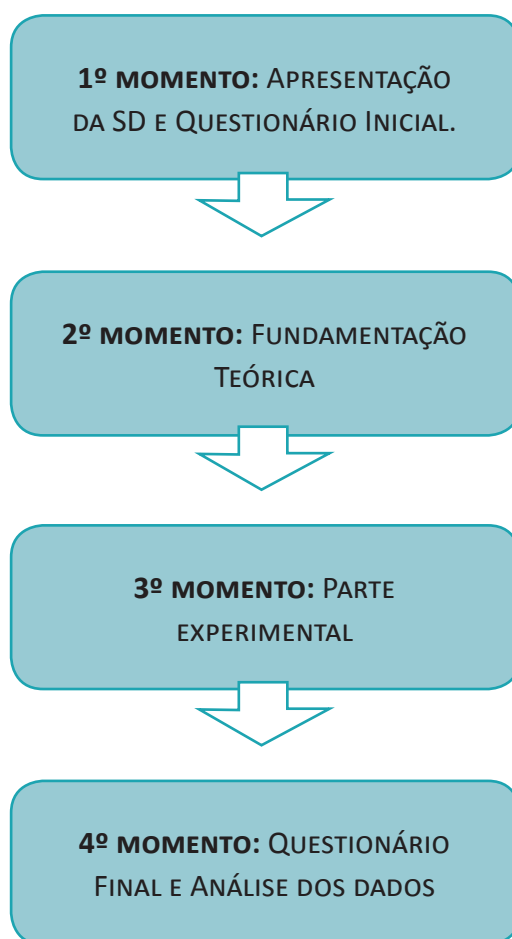 1º MOMENTO: APRESENTAÇÃO
DA SD E QUESTIONÁRIO INICIAL.
2º MOMENTO: FUNDAMENTAÇÃO
TEÓRICA
3º MOMENTO: PARTE
EXPERIMENTAL
4º MOMENTO: QUESTIONÁRIO
FINAL E ANÁLISE DOS DADOS